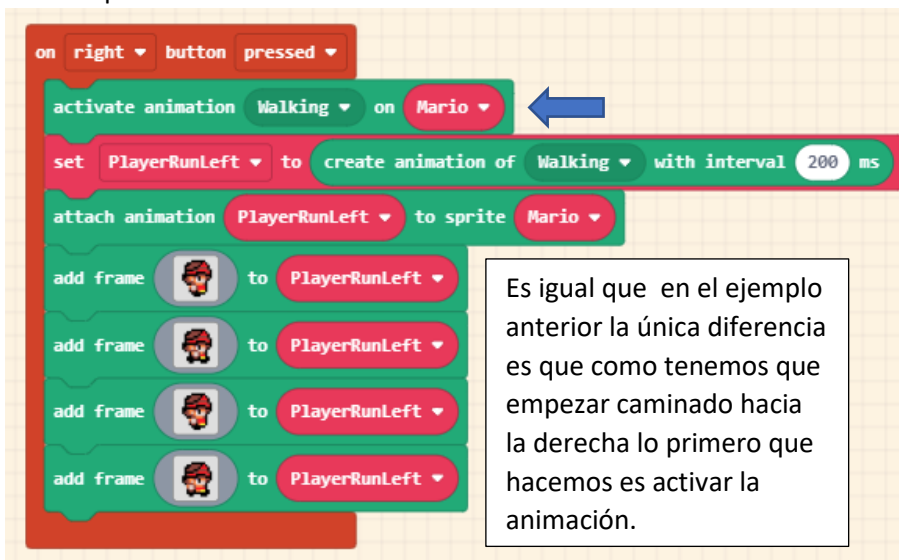 on right button pressed
activate animation Walking on Mario
set PlayerRunLeft to create animation of Walking with interval 200 ms
attach animation PlayerRunLeft to sprite Mario
add frame to PlayerRunLeft
add frame to PlayerRunLeft
add frame to PlayerRunLeft
add frame to PlayerRunLeft
Es igual que en el ejemplo
anterior la única diferencia
es que como tenemos que
empezar caminado hacia
la derecha lo primero que
hacemos es activar la
animación.